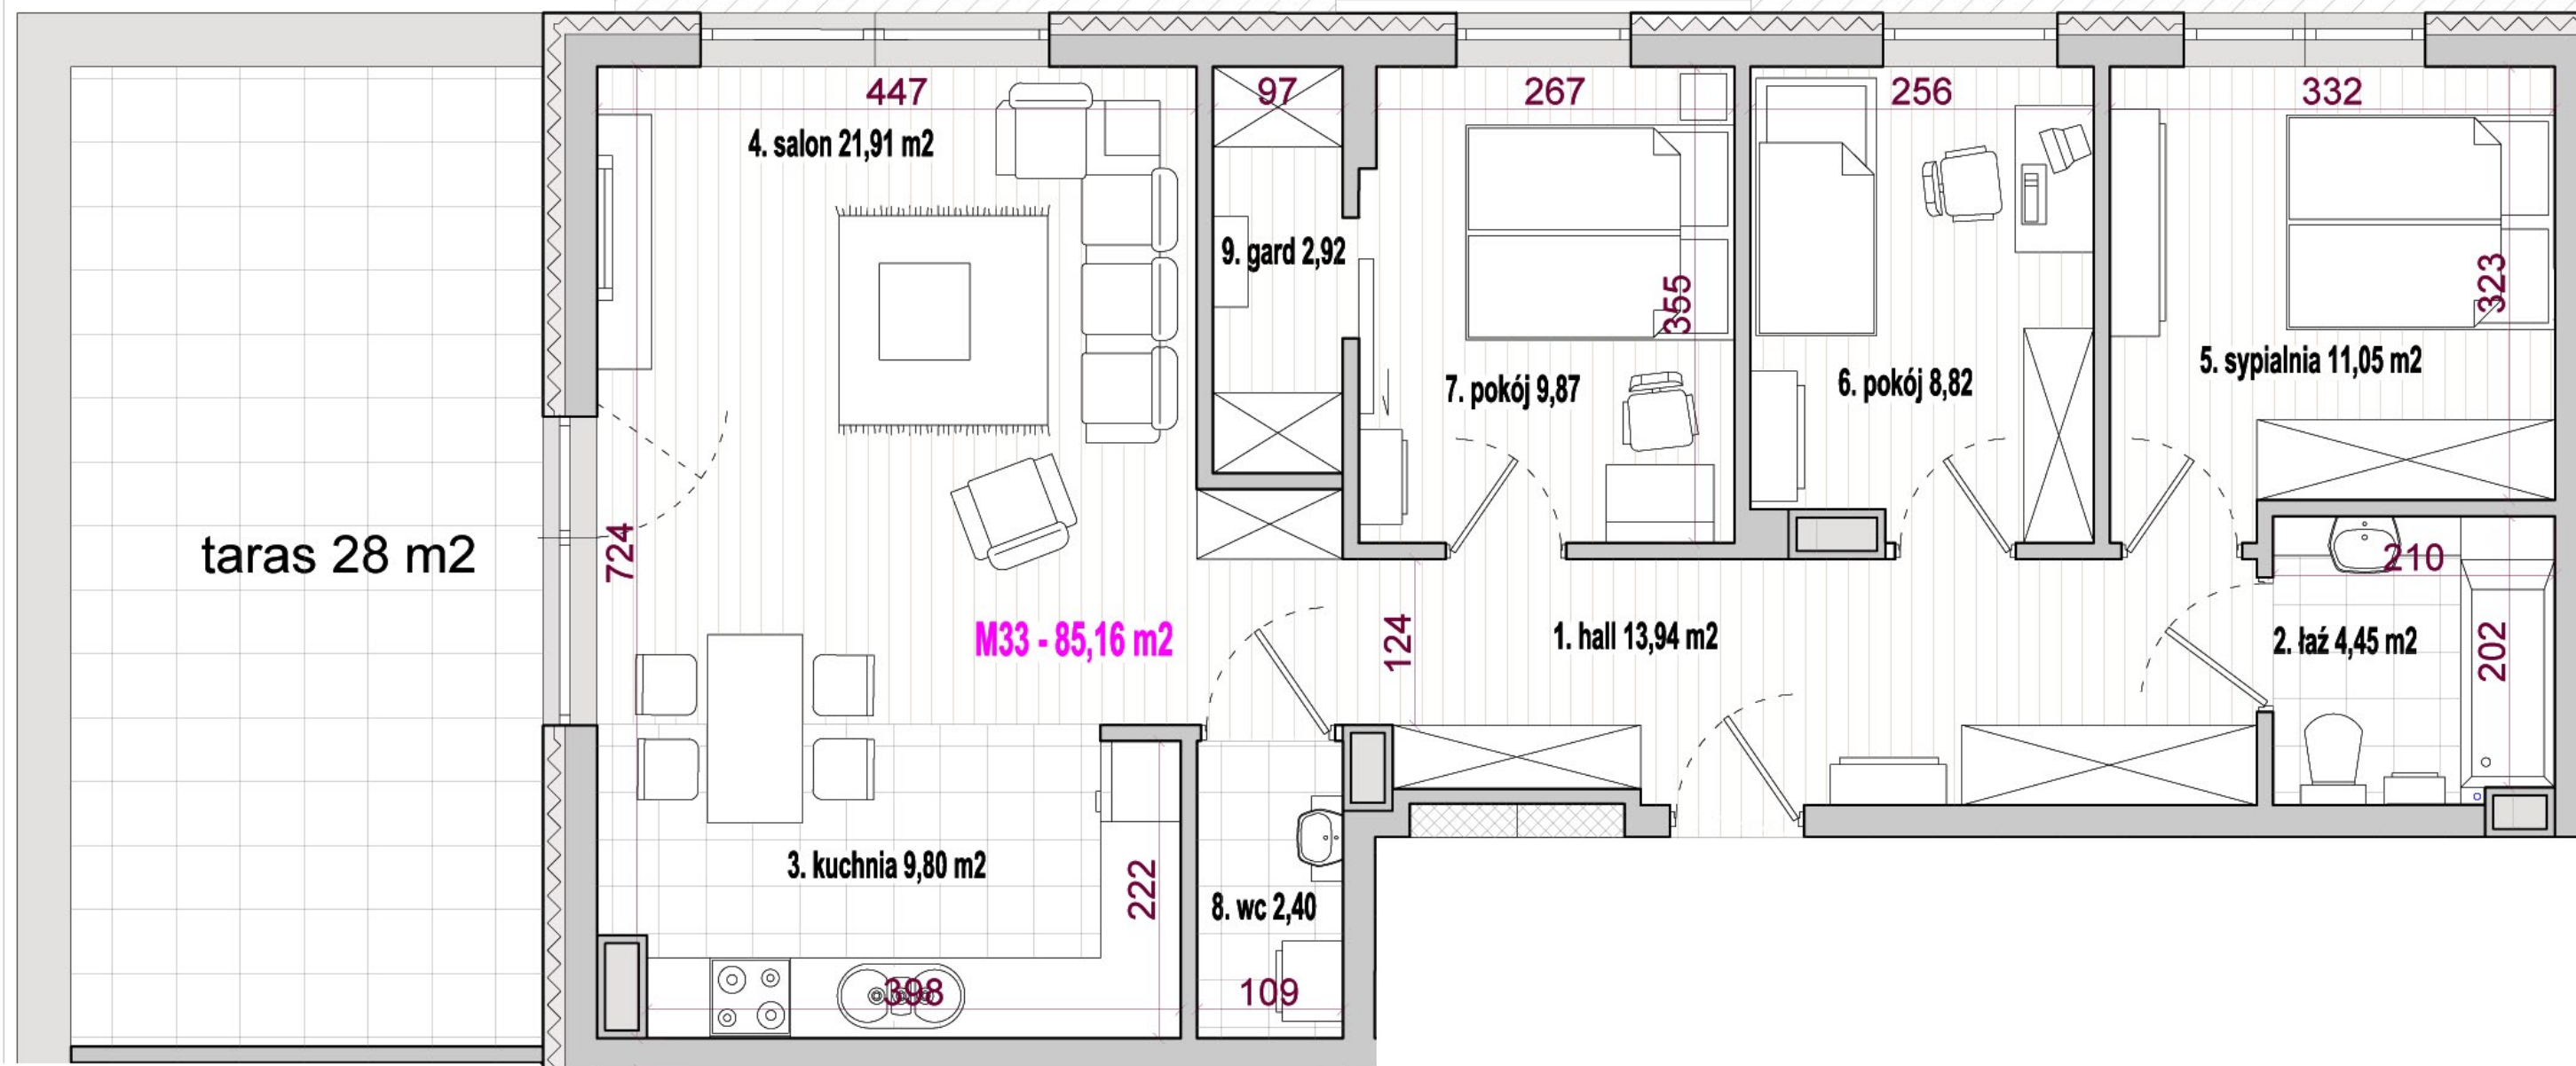 447
97
267
256
332
4. salon 21,91 m2
9. gard 2,92
355
323
7. pokój 9,87
6. pokój 8,82
5. sypialnia 11,05 m2
taras 28 m2
724
210
M33 - 85,16 m2
124
1. hall 13,94 m2
2. łaź 4,45 m2
202
3. kuchnia 9,80 m2
222
8. wc 2,40
398
109